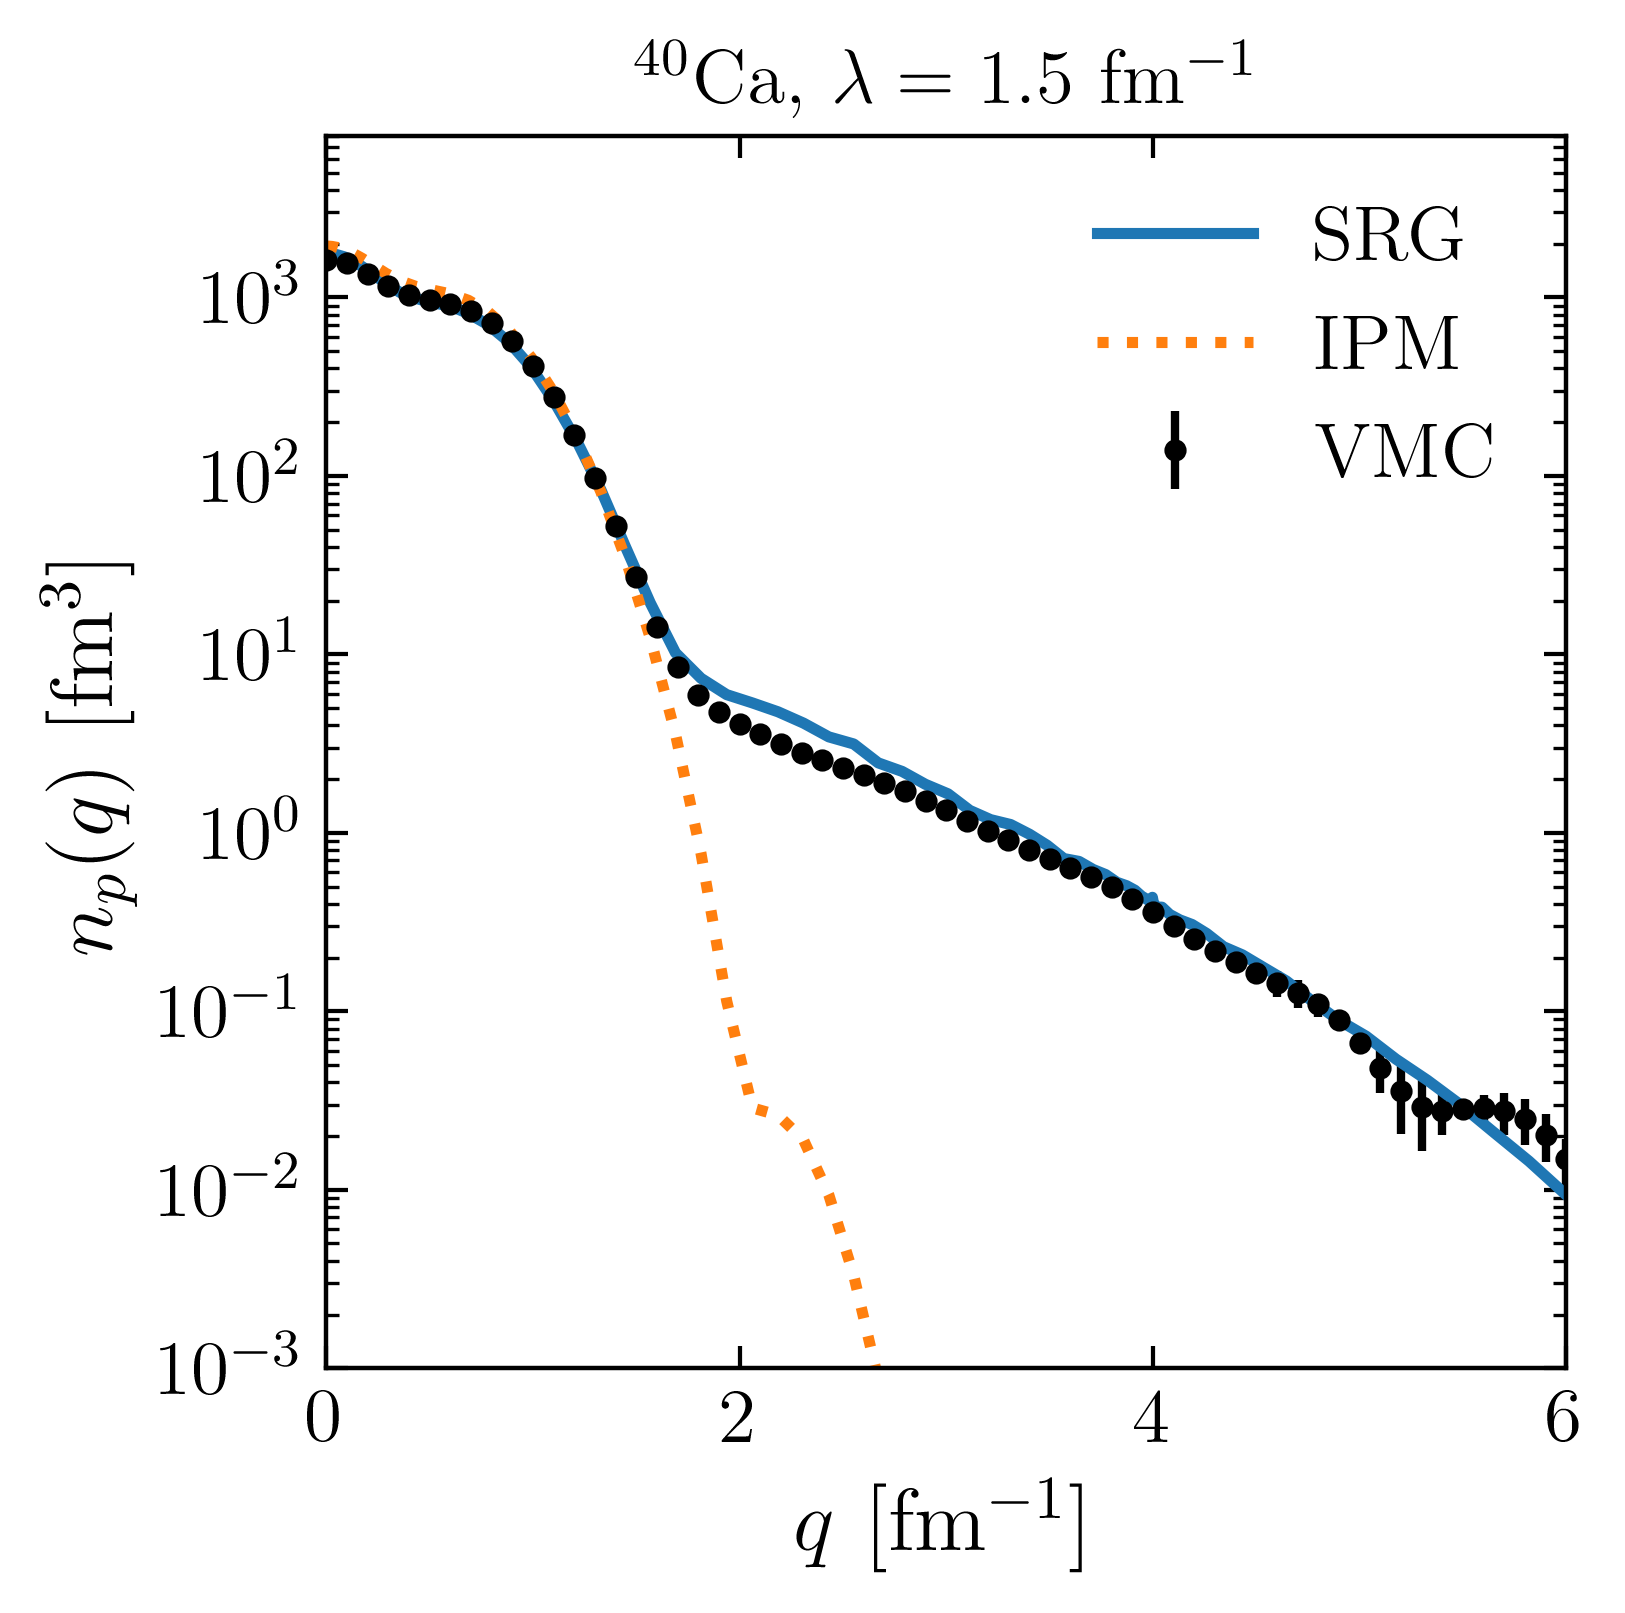 ⁴⁰Ca, λ = 1.5 fm⁻¹
SRG
IPM
VMC
10³
10²
10¹
10⁰
10⁻¹
10⁻²
10⁻³
nₚ(q) [fm³]
0 2 4 6
q [fm⁻¹]